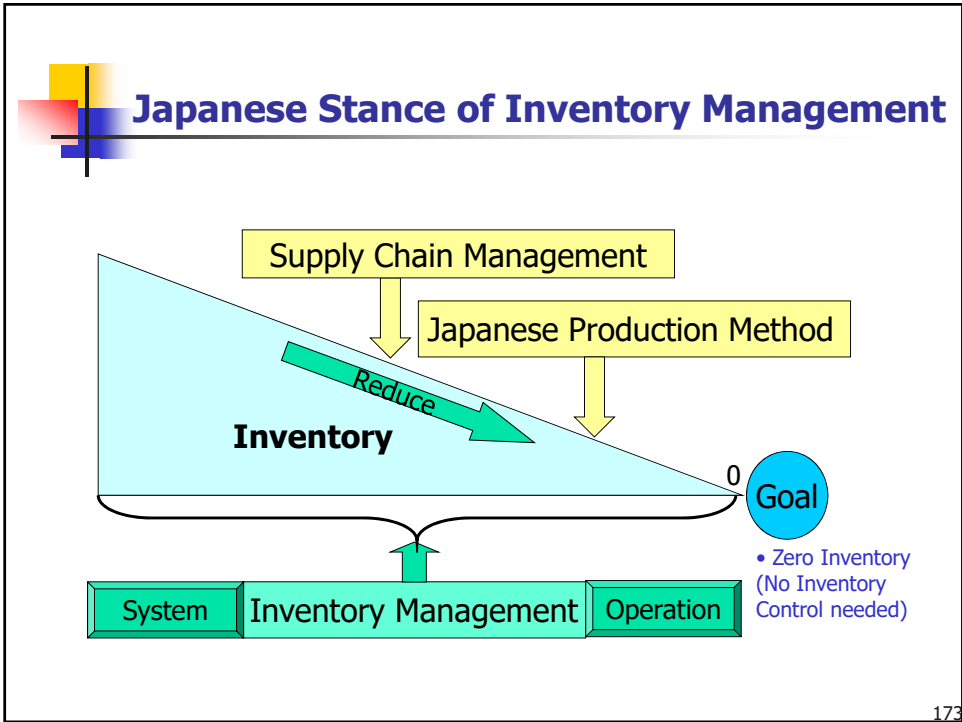 Japanese Stance of Inventory Management
Supply Chain Management
Japanese Production Method
Reduce
Inventory
0
Goal
• Zero Inventory
(No Inventory
Control needed)
System
Inventory Management
Operation
173